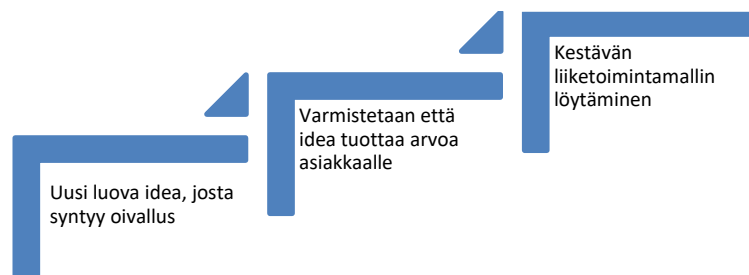 Uusi luova idea, josta
syntyy oivallus
Varmistetaan että
idea tuottaa arvoa
asiakkaalle
Kestävän
liiketoimintamallin
löytäminen